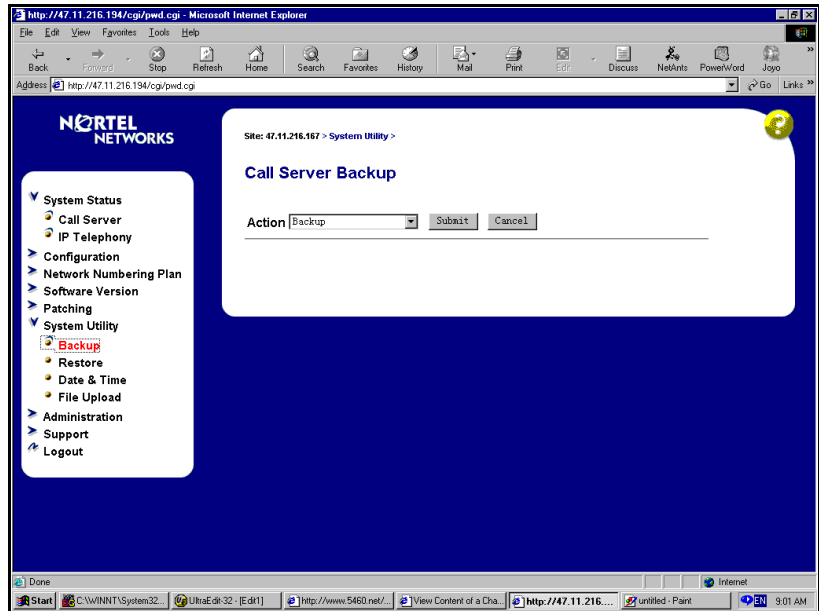 http://47.11.216.194/cgi/pwd.cgi - Microsoft Internet Explorer
File Edit View Favorites Tools Help
Back Forward Stop Refresh Home Search Favorites History Mail Print Edit Discuss NetAnts PowerWord Joyo »
Address http://47.11.216.194/cgi/pwd.cgi Go Links »
NORTEL
NETWORKS
Site: 47.11.216.167 > System Utility >
Call Server Backup
Action Backup Submit Cancel
System Status
Call Server
IP Telephony
Configuration
Network Numbering Plan
Software Version
Patching
System Utility
Backup
Restore
Date & Time
File Upload
Administration
Support
Logout
Done Internet
Start C:\WINNT\System32... UltraEdit-32 - [Edit1] http://www.5460.net/... View Content of a Cha... http://47.11.216.... untitled - Paint EN 9:01 AM